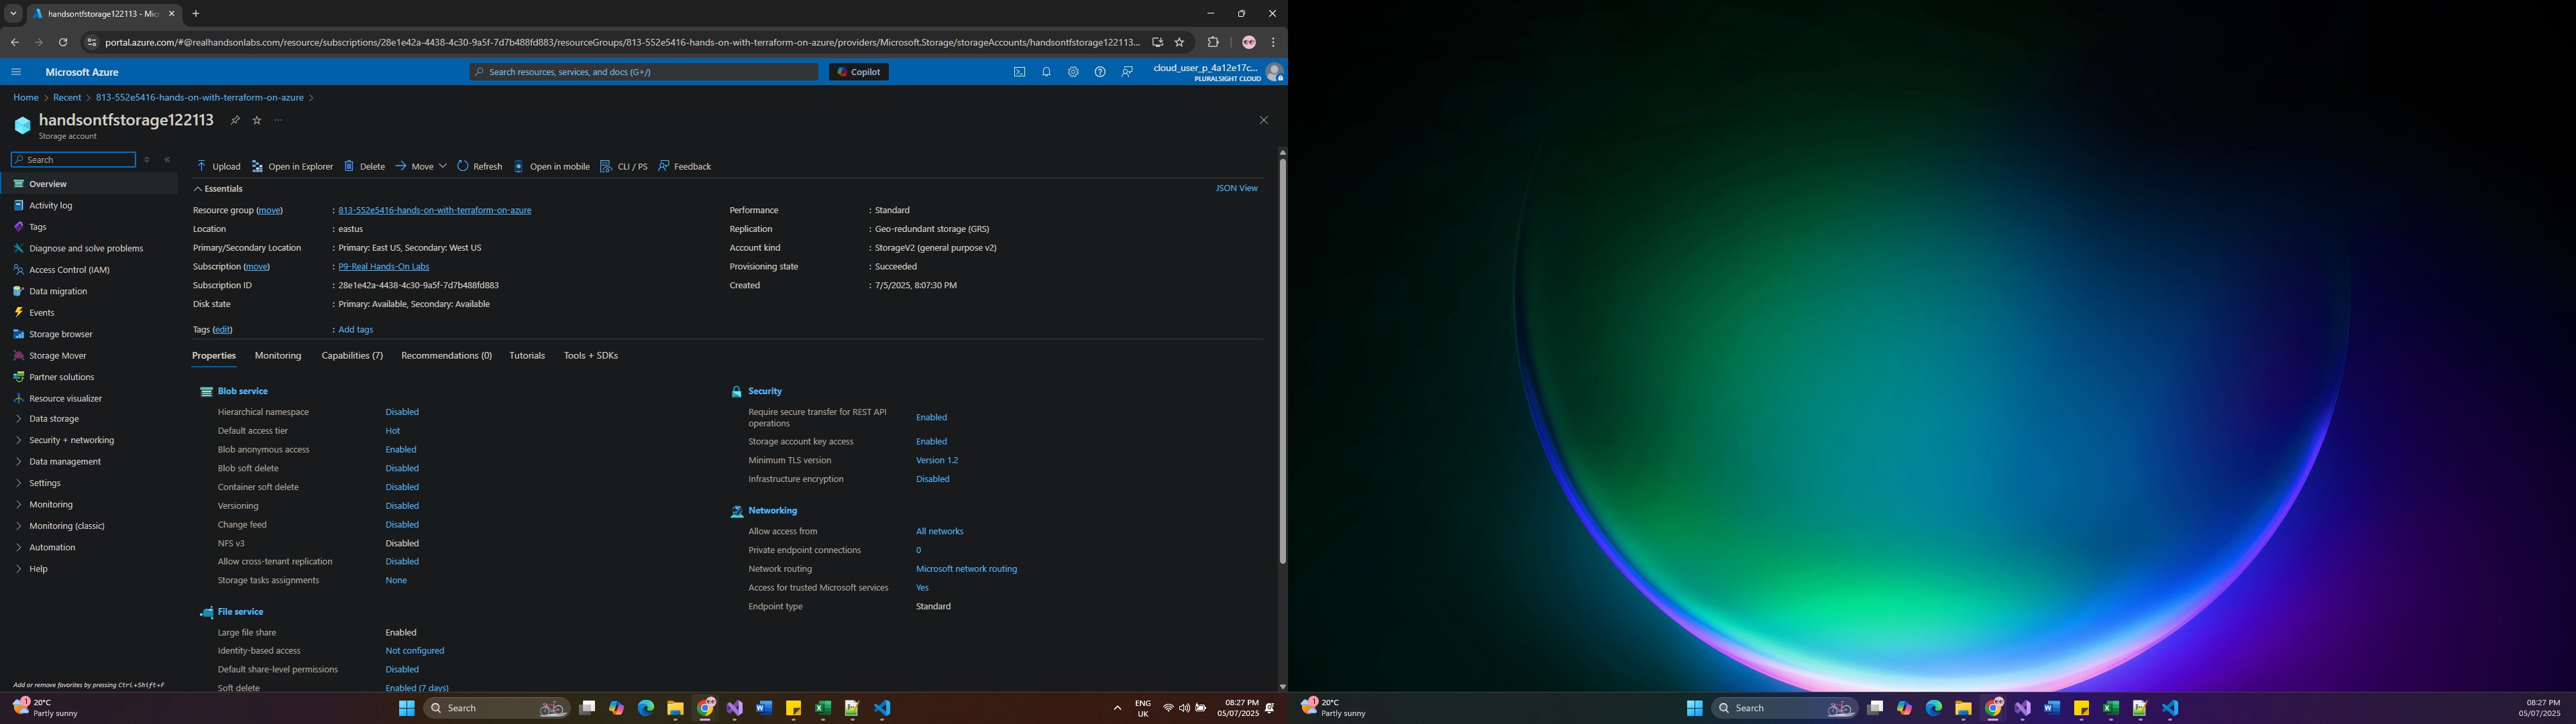 handsontfstorage122113 - Mic
portal.azure.com/#@realhandsonlabs.com/resource/subscriptions/28e1e42a-4438-4c30-9a5f-7d7b488fd883/resourceGroups/813-552e5416-hands-on-with-terraform-on-azure/providers/Microsoft.Storage/storageAccounts/handsontfstorage122113...
Microsoft Azure
Search resources, services, and docs (G+/)
Copilot
cloud_user_p_4a12e17c...
PLURALSIGHT CLOUD
Home > Recent > 813-552e5416-hands-on-with-terraform-on-azure >
handsontfstorage122113
Storage account
Search
Upload Open in Explorer Delete Move Refresh Open in mobile CLI / PS Feedback
Overview
Activity log
Tags
Diagnose and solve problems
Access Control (IAM)
Data migration
Events
Storage browser
Storage Mover
Partner solutions
Resource visualizer
Data storage
Security + networking
Data management
Settings
Monitoring
Monitoring (classic)
Automation
Help
Add or remove favorites by pressing Ctrl+Shift+F
Essentials
JSON View
Resource group (move) : 813-552e5416-hands-on-with-terraform-on-azure
Location : eastus
Primary/Secondary Location : Primary: East US, Secondary: West US
Subscription (move) : P9-Real Hands-On Labs
Subscription ID : 28e1e42a-4438-4c30-9a5f-7d7b488fd883
Disk state : Primary: Available, Secondary: Available
Performance : Standard
Replication : Geo-redundant storage (GRS)
Account kind : StorageV2 (general purpose v2)
Provisioning state : Succeeded
Created : 7/5/2025, 8:07:30 PM
Tags (edit) : Add tags
Properties Monitoring Capabilities (7) Recommendations (0) Tutorials Tools + SDKs
Blob service
Hierarchical namespace Disabled
Default access tier Hot
Blob anonymous access Enabled
Blob soft delete Disabled
Container soft delete Disabled
Versioning Disabled
Change feed Disabled
NFS v3 Disabled
Allow cross-tenant replication Disabled
Storage tasks assignments None
File service
Large file share Enabled
Identity-based access Not configured
Default share-level permissions Disabled
Soft delete Enabled (7 days)
Security
Require secure transfer for REST API
operations Enabled
Storage account key access Enabled
Minimum TLS version Version 1.2
Infrastructure encryption Disabled
Networking
Allow access from All networks
Private endpoint connections 0
Network routing Microsoft network routing
Access for trusted Microsoft services Yes
Endpoint type Standard
1
20°C
Partly sunny
Search
ENG
UK
08:27 PM
05/07/2025
1
20°C
Partly sunny
Search
08:27 PM
05/07/2025